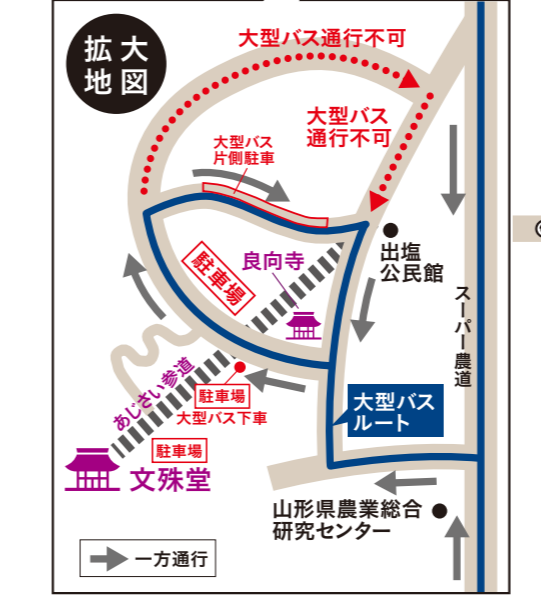 拡大
地図
大型バス通行不可
大型バス
通行不可
大型バス
片側駐車
駐車場
良向寺
出塩
公民館
スーパー農道
あじさい参道
駐車場
大型バス下車
大型バス
ルート
駐車場
文殊堂
山形県農業総合
研究センター
一方通行